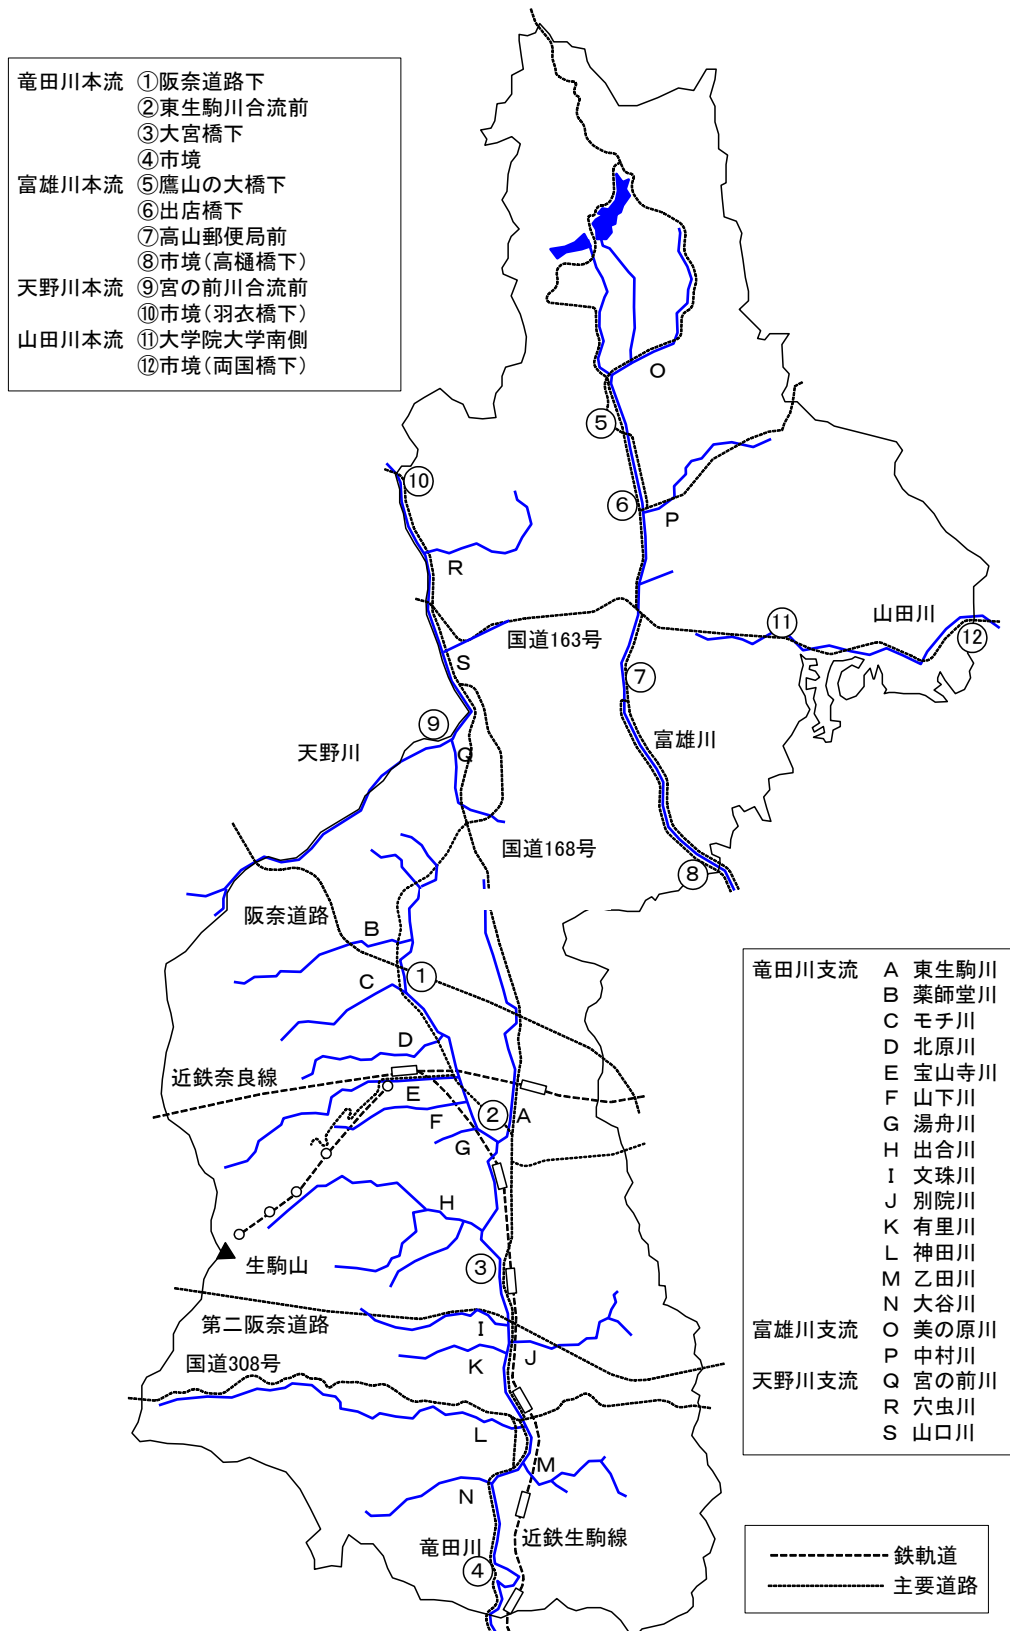 竜田川本流 ①阪奈道路下
②東生駒川合流前
③大宮橋下
④市境
富雄川本流 ⑤鷹山の大橋下
⑥出店橋下
⑦高山郵便局前
⑧市境(高樋橋下)
天野川本流 ⑨宮の前川合流前
⑩市境(羽衣橋下)
山田川本流 ⑪大学院大学南側
⑫市境(両国橋下)
O
⑤
⑩
⑥
P
R
山田川
⑪
⑫
国道163号
S
⑦
⑨
富雄川
天野川
Q
国道168号
⑧
阪奈道路
B
①
C
D
近鉄奈良線
E
②
A
F
G
H
生駒山
③
第二阪奈道路
I
J
国道308号
K
L
M
N
近鉄生駒線
竜田川
④
竜田川支流 A 東生駒川
B 薬師堂川
C モチ川
D 北原川
E 宝山寺川
F 山下川
G 湯舟川
H 出合川
I 文珠川
J 別院川
K 有里川
L 神田川
M 乙田川
N 大谷川
富雄川支流 O 美の原川
P 中村川
天野川支流 Q 宮の前川
R 穴虫川
S 山口川
鉄軌道
主要道路